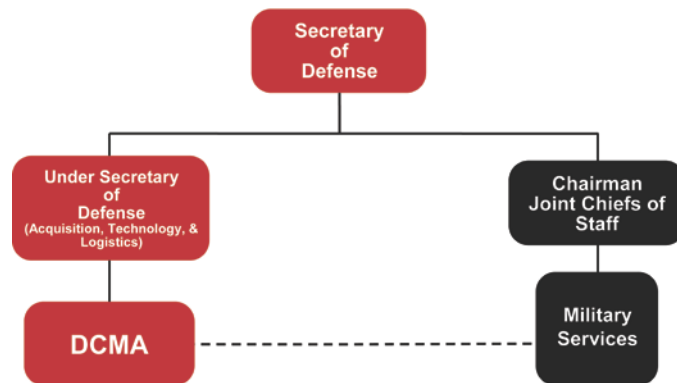 Secretary
of
Defense
Under Secretary
of
Defense
(Acquisition, Technology, &
Logistics)
Chairman
Joint Chiefs of
Staff
DCMA
Military
Services